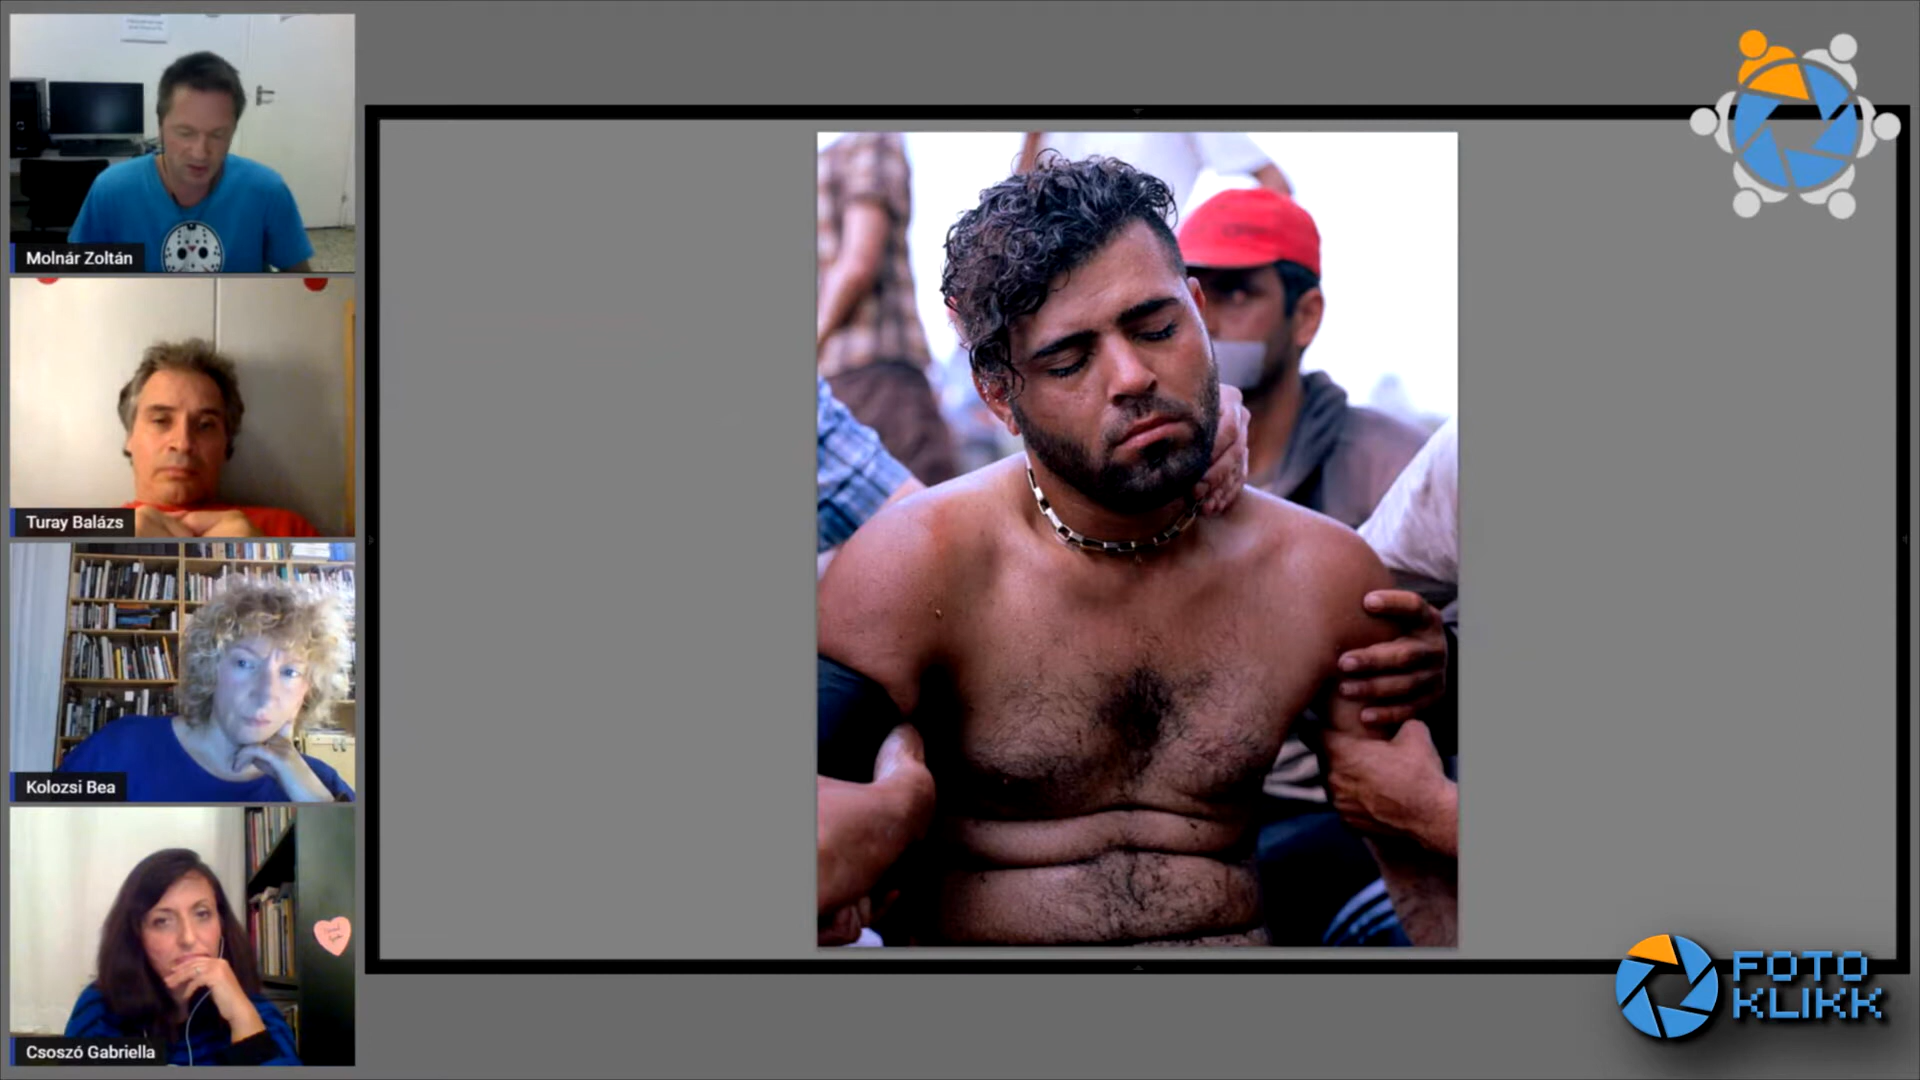 Molnár Zoltán
Turay Balázs
Kolozsi Bea
Csoszó Gabriella
FOTO
KLIKK